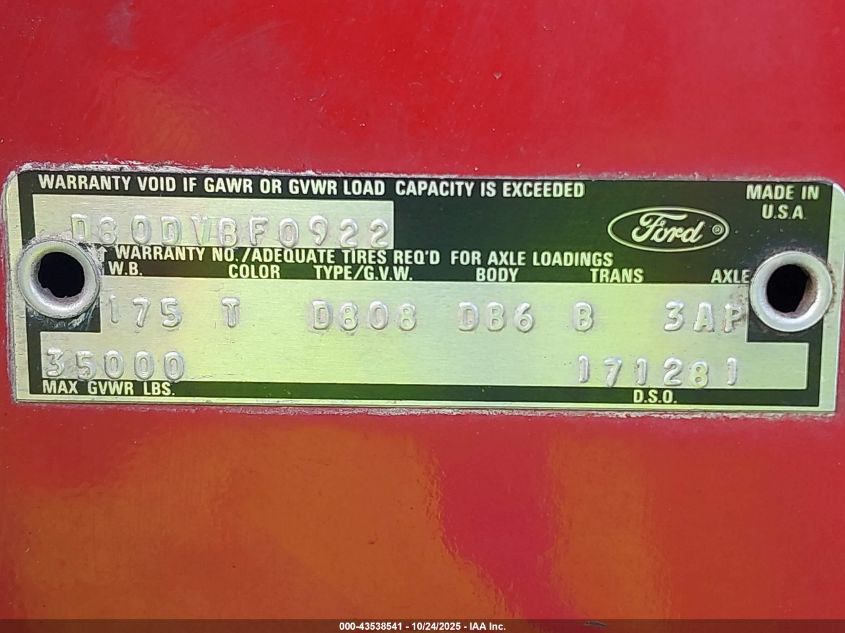 WARRANTY VOID IF GAWR OR GVWR LOAD CAPACITY IS EXCEEDED
MADE IN U.S.A.
D80DVBF0922
Ford®
WARRANTY NO./ADEQUATE TIRES REQ'D FOR AXLE LOADINGS
W.B. COLOR TYPE/G.V.W. BODY TRANS AXLE
175 T D808 DB6 B 3AP
35000 171281
MAX GVWR LBS. D.S.O.
000-43538541 - 10/24/2025 - IAA Inc.